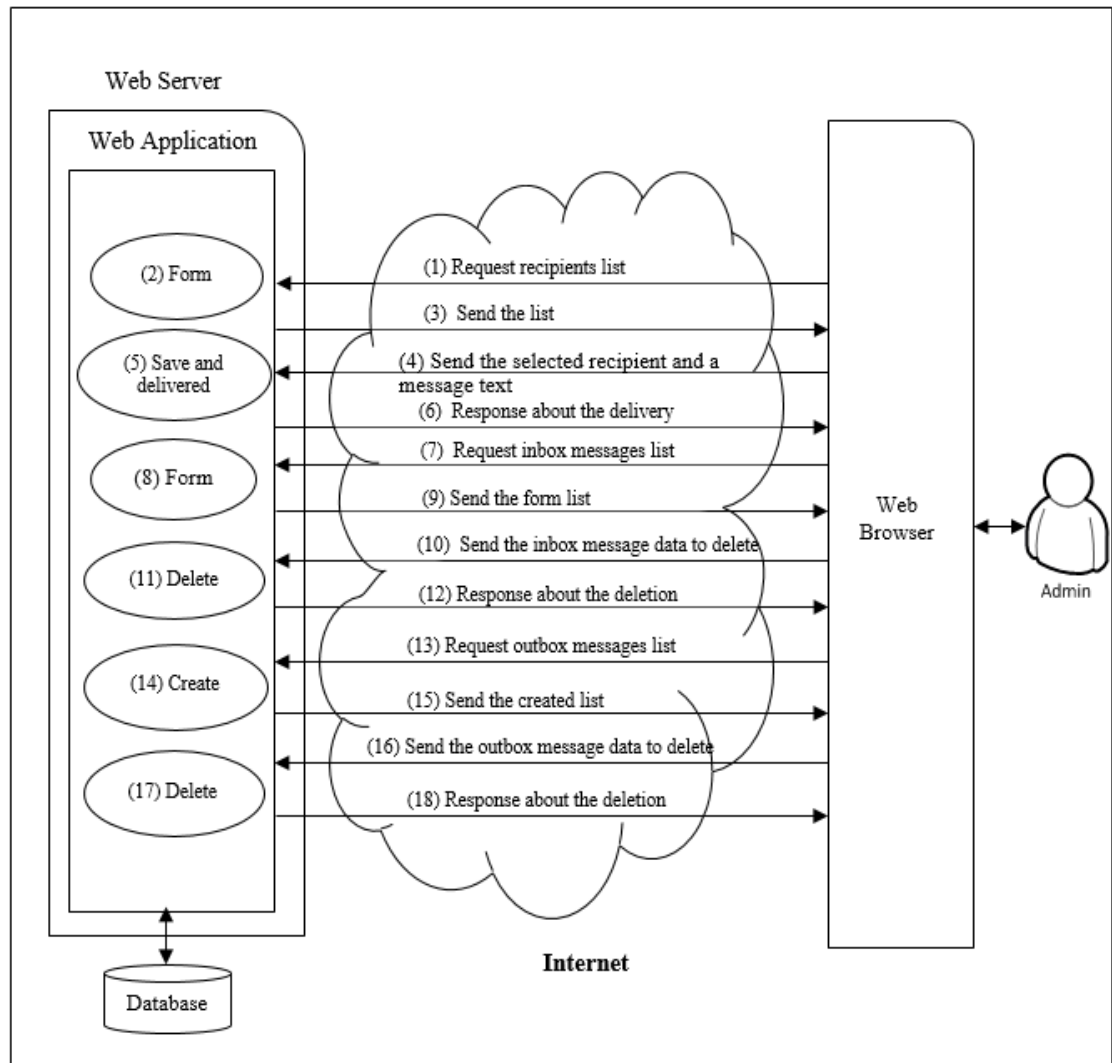 Web Server
Web Application
(2) Form
(1) Request recipients list
(3) Send the list
(5) Save and
delivered
(4) Send the selected recipient and a
message text
(6) Response about the delivery
(7) Request inbox messages list
(8) Form
(9) Send the form list
(10) Send the inbox message data to delete
(11) Delete
(12) Response about the deletion
(13) Request outbox messages list
(14) Create
(15) Send the created list
(16) Send the outbox message data to delete
(17) Delete
(18) Response about the deletion
Web
Browser
Admin
Internet
Database